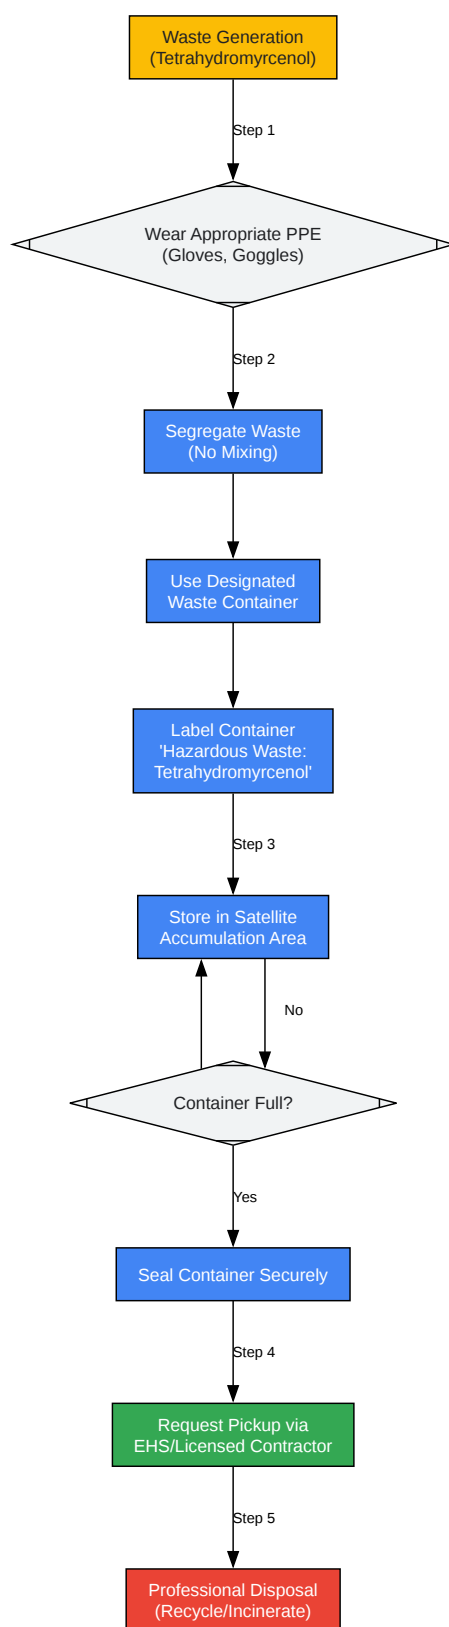 Waste Generation
(Tetrahydromyrcenol)
Step 1
Wear Appropriate PPE
(Gloves, Goggles)
Step 2
Segregate Waste
(No Mixing)
Use Designated
Waste Container
Label Container
'Hazardous Waste:
Tetrahydromyrcenol'
Step 3
Store in Satellite
Accumulation Area
No
Container Full?
Yes
Seal Container Securely
Step 4
Request Pickup via
EHS/Licensed Contractor
Step 5
Professional Disposal
(Recycle/Incinerate)